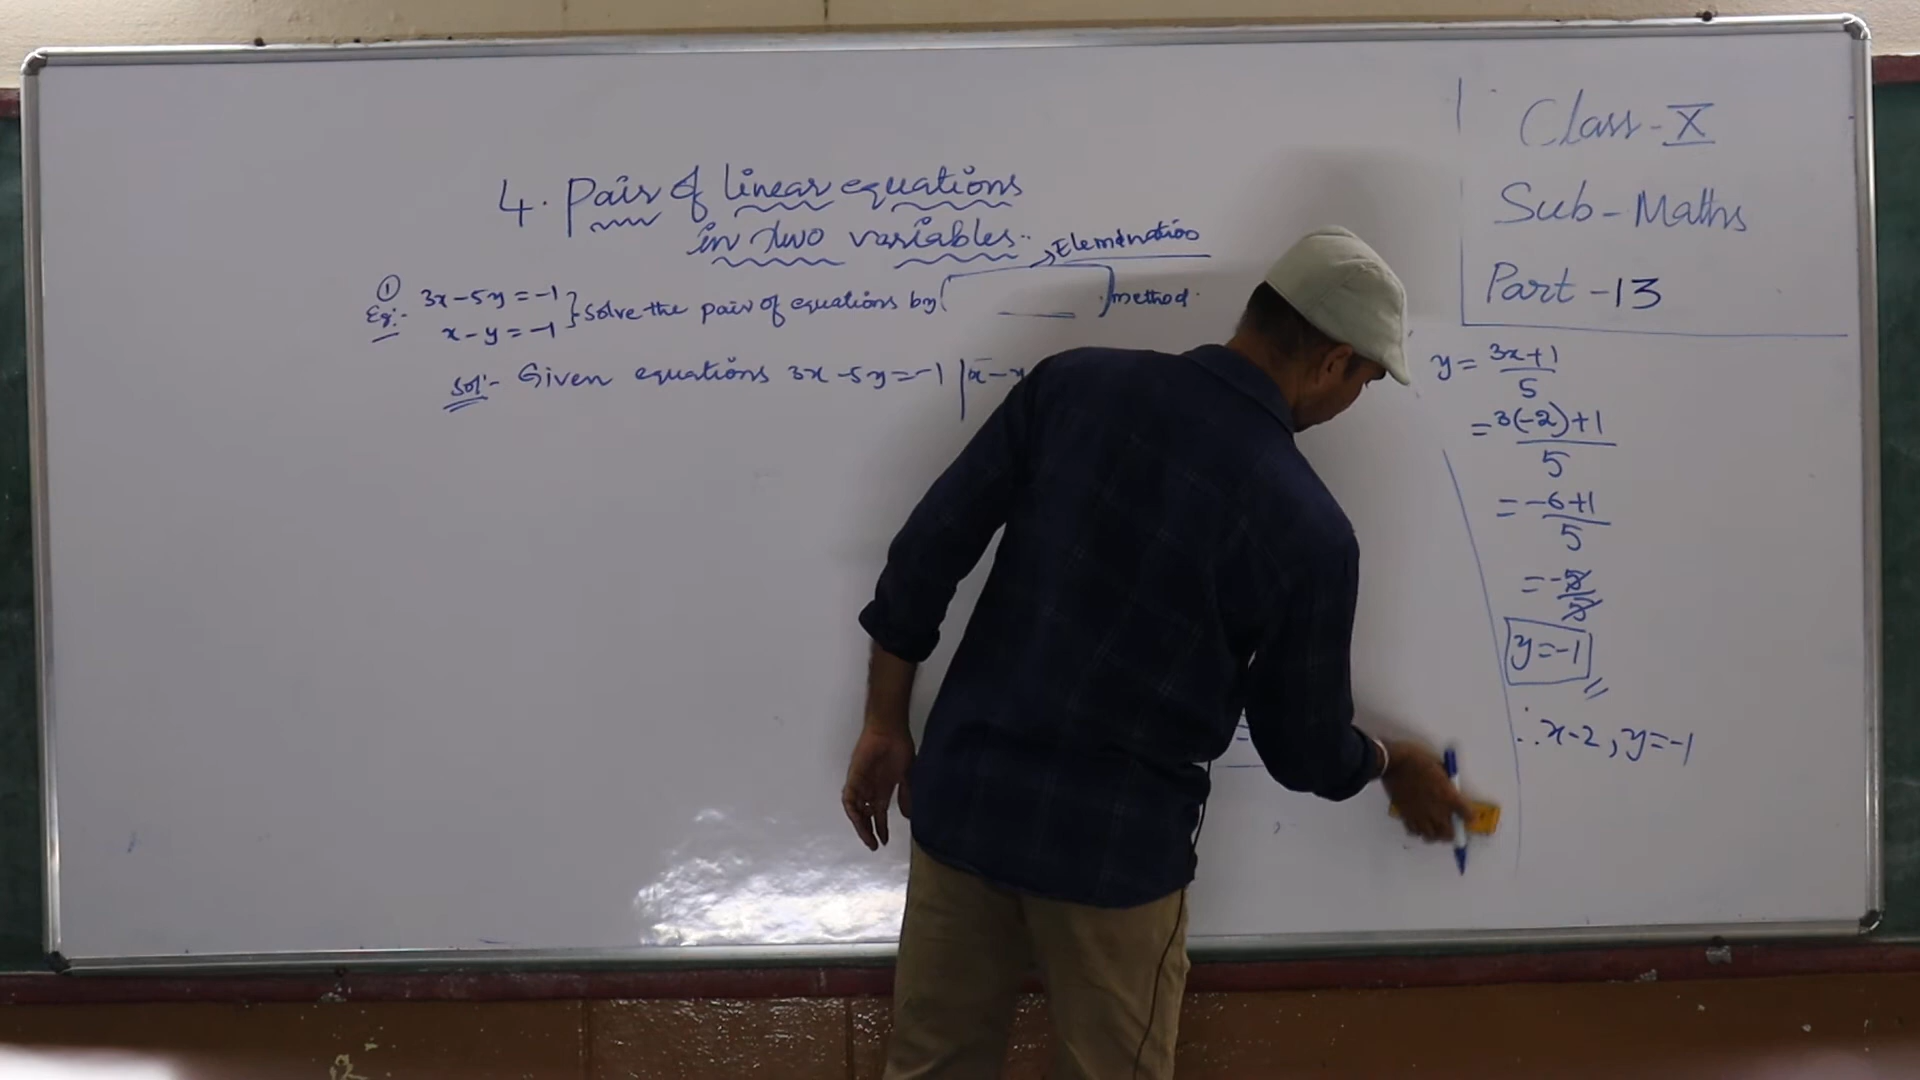 Class-X
Sub-Maths
Part-13
4. Pair of linear equations
in two variables..
→Elemination
① Eg:- 3x-5y=-1
x-y=-1 } Solve the pair of equations by ( ____ ) method.
Sol:- Given equations 3x-5y=-1 | x-y
y = 3x+1/5
= 3(-2)+1/5
= -6+1/5
= -5/5
y=-1
∴ x-2, y=-1